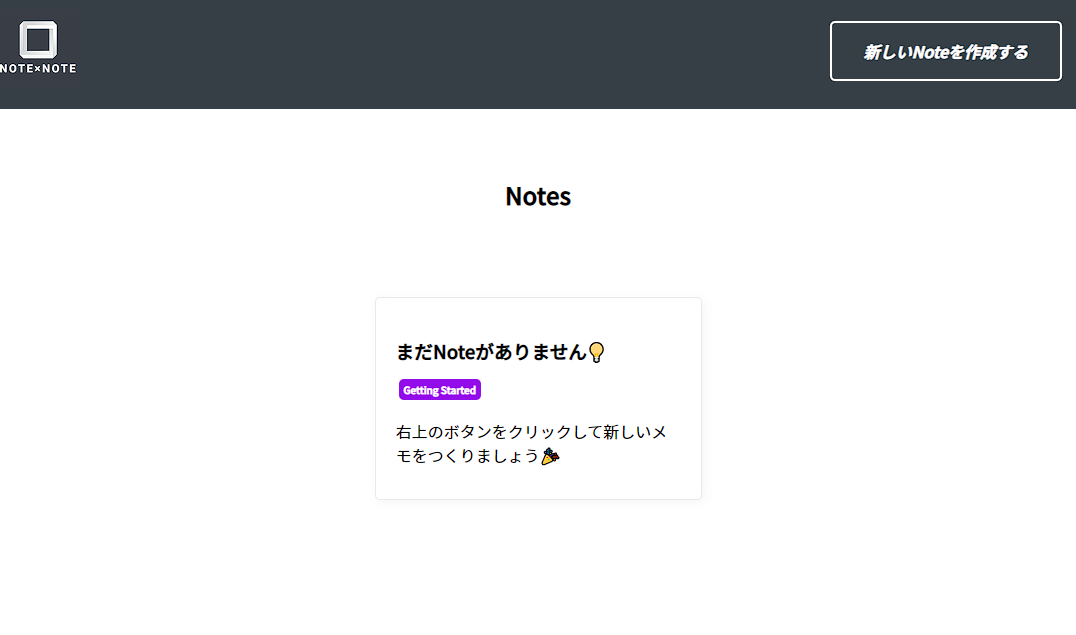 NOTE×NOTE
新しいNoteを作成する
Notes
まだNoteがありません💡
Getting Started
右上のボタンをクリックして新しいメ
モをつくりましょう🎉